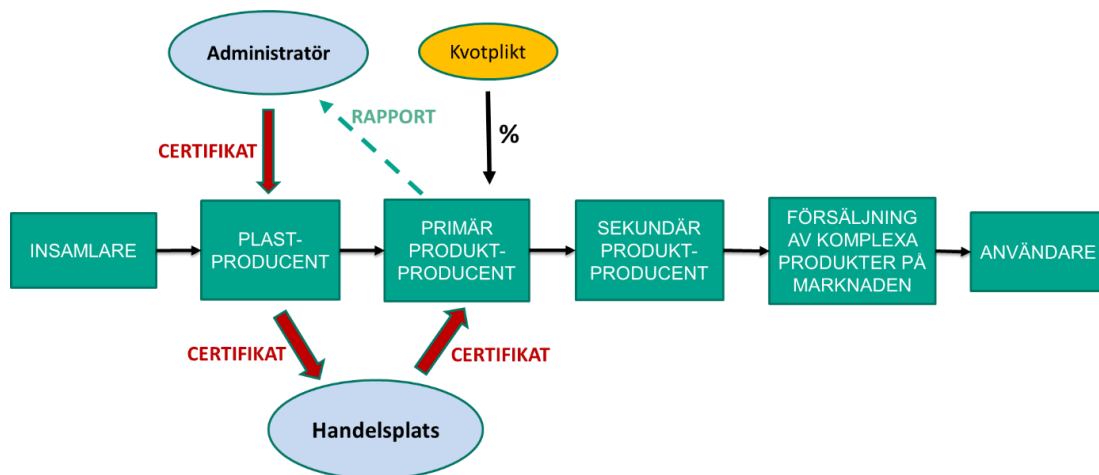 Administratör
Kvotplikt
RAPPORT
%
CERTIFIKAT
INSAMLARE
PLAST-
PRODUCENT
PRIMÄR
PRODUKT-
PRODUCENT
SEKUNDÄR
PRODUKT-
PRODUCENT
FÖRSÄLJNING
AV KOMPLEXA
PRODUKTER PÅ
MARKNADEN
ANVÄNDARE
CERTIFIKAT
CERTIFIKAT
Handelsplats